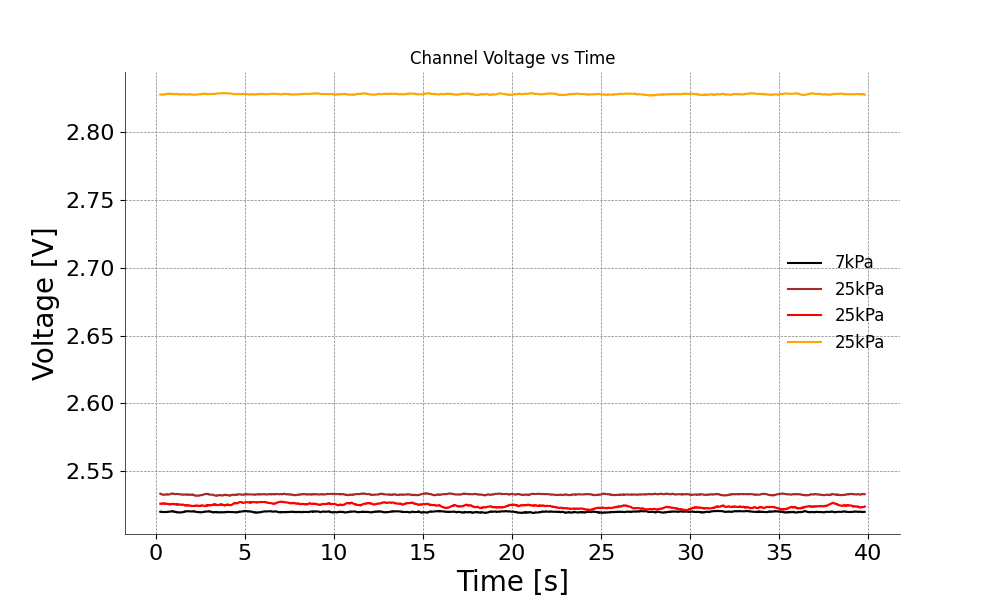 Channel Voltage vs Time
Voltage [V]
2.80
2.75
2.70
2.65
2.60
2.55
7kPa
25kPa
25kPa
25kPa
0 5 10 15 20 25 30 35 40
Time [s]